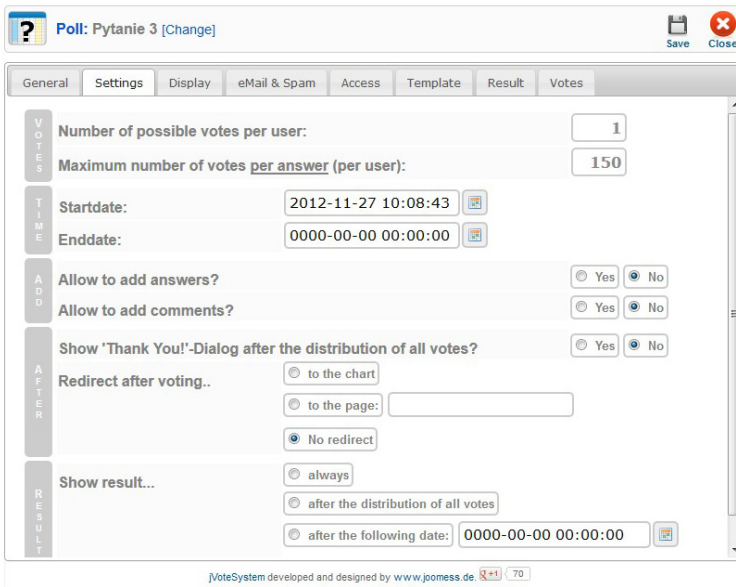 Poll: Pytanie 3 [Change]
Save
Close
General Settings Display eMail & Spam Access Template Result Votes
VOTES
Number of possible votes per user: 1
Maximum number of votes per answer (per user): 150
TIME
Startdate: 2012-11-27 10:08:43
Enddate: 0000-00-00 00:00:00
ADD
Allow to add answers? Yes No
Allow to add comments? Yes No
AFTER
Show 'Thank You!'-Dialog after the distribution of all votes? Yes No
Redirect after voting.. to the chart
to the page:
No redirect
RESULT
Show result... always
after the distribution of all votes
after the following date: 0000-00-00 00:00:00
jVoteSystem developed and designed by www.joomess.de. +1 70